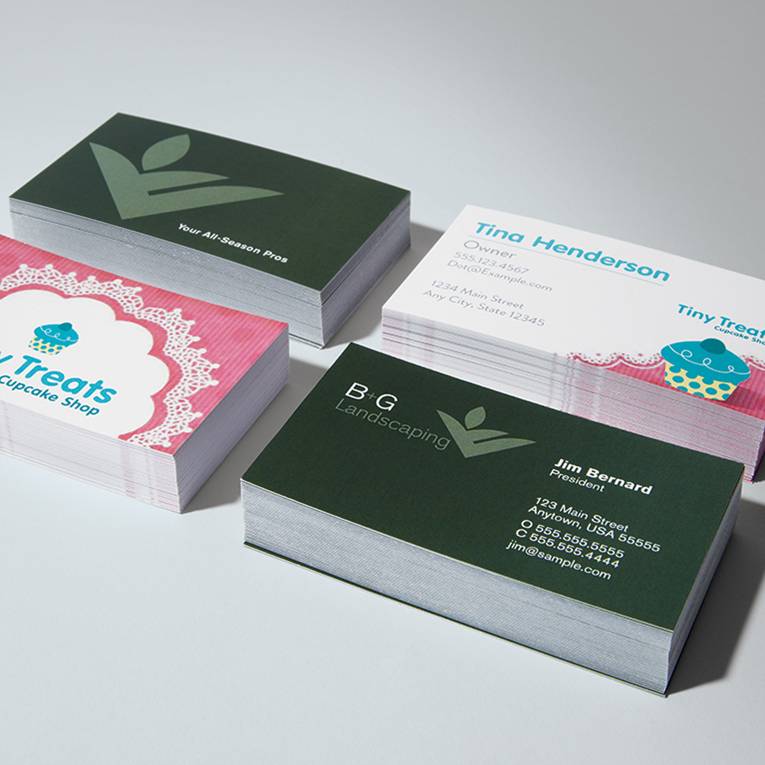 Your All-Season Pros
Tina Henderson
Owner
555.123.4567
Dot@Example.com
1234 Main Street
Any City, State 12345
Tiny Treats
Cupcake Shop
Treats
Cupcake Shop
B+G
Landscaping
Jim Bernard
President
123 Main Street
Anytown, USA 55555
O 555.555.5555
C 555.555.4444
jim@sample.com